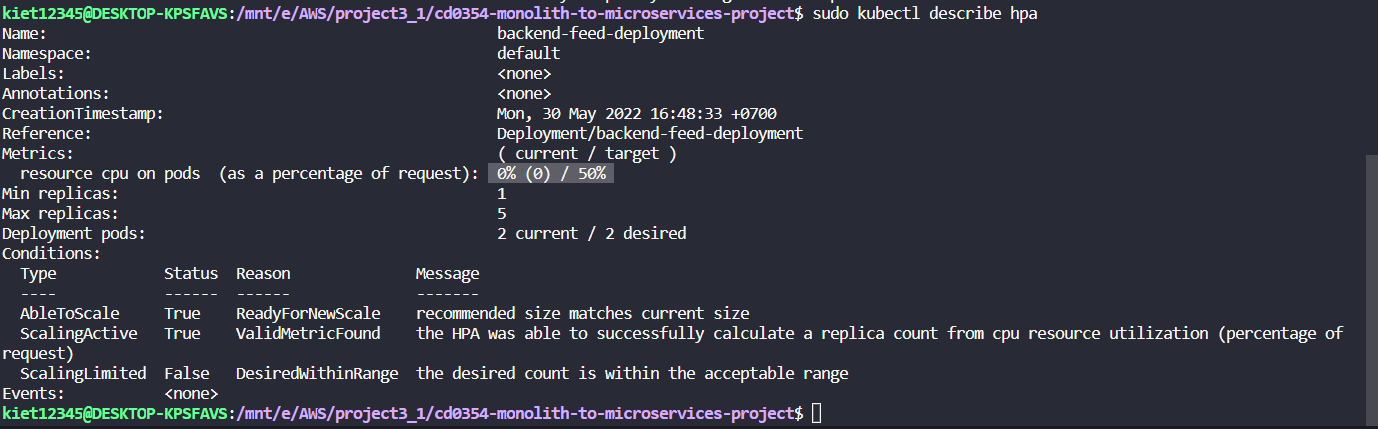 kiet12345@DESKTOP-KPSFAVS:/mnt/e/AWS/project3_1/cd0354-monolith-to-microservices-project$ sudo kubectl describe hpa
Name: backend-feed-deployment
Namespace: default
Labels: <none>
Annotations: <none>
CreationTimestamp: Mon, 30 May 2022 16:48:33 +0700
Reference: Deployment/backend-feed-deployment
Metrics: ( current / target )
resource cpu on pods (as a percentage of request): 0% (0) / 50%
Min replicas: 1
Max replicas: 5
Deployment pods: 2 current / 2 desired
Conditions:
Type Status Reason Message
---- ------ ------ -------
AbleToScale True ReadyForNewScale recommended size matches current size
ScalingActive True ValidMetricFound the HPA was able to successfully calculate a replica count from cpu resource utilization (percentage of
request)
ScalingLimited False DesiredWithinRange the desired count is within the acceptable range
Events: <none>
kiet12345@DESKTOP-KPSFAVS:/mnt/e/AWS/project3_1/cd0354-monolith-to-microservices-project$